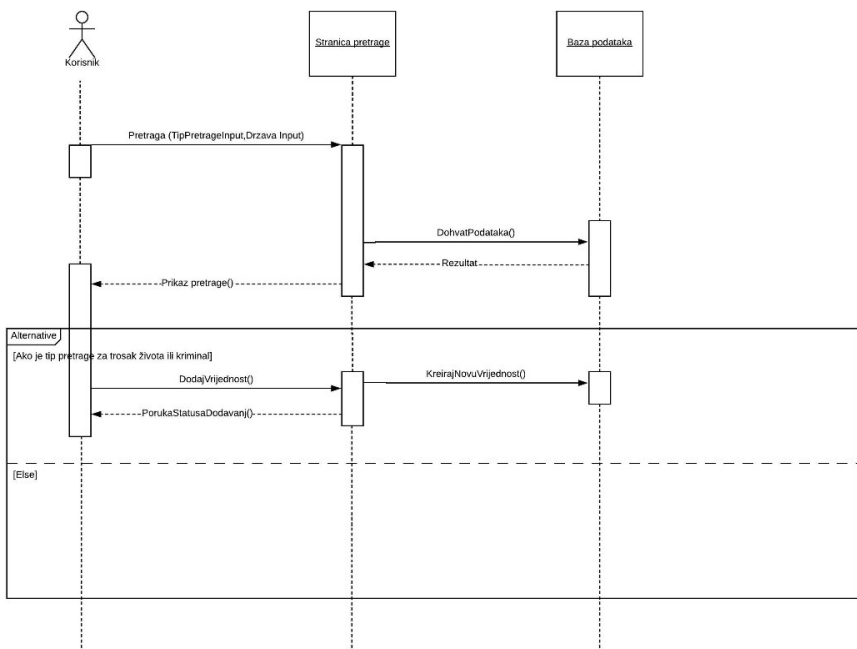 Korisnik
Stranica pretrage
Baza podataka
Pretraga (TipPretrageInput,Drzava Input)
DohvatPodataka()
Rezultat
Prikaz pretrage()
Alternative
[Ako je tip pretrage za trosak života ili kriminal]
DodajVrijednost()
KreirajNovuVrijednost()
PorukaStatusaDodavanj()
[Else]